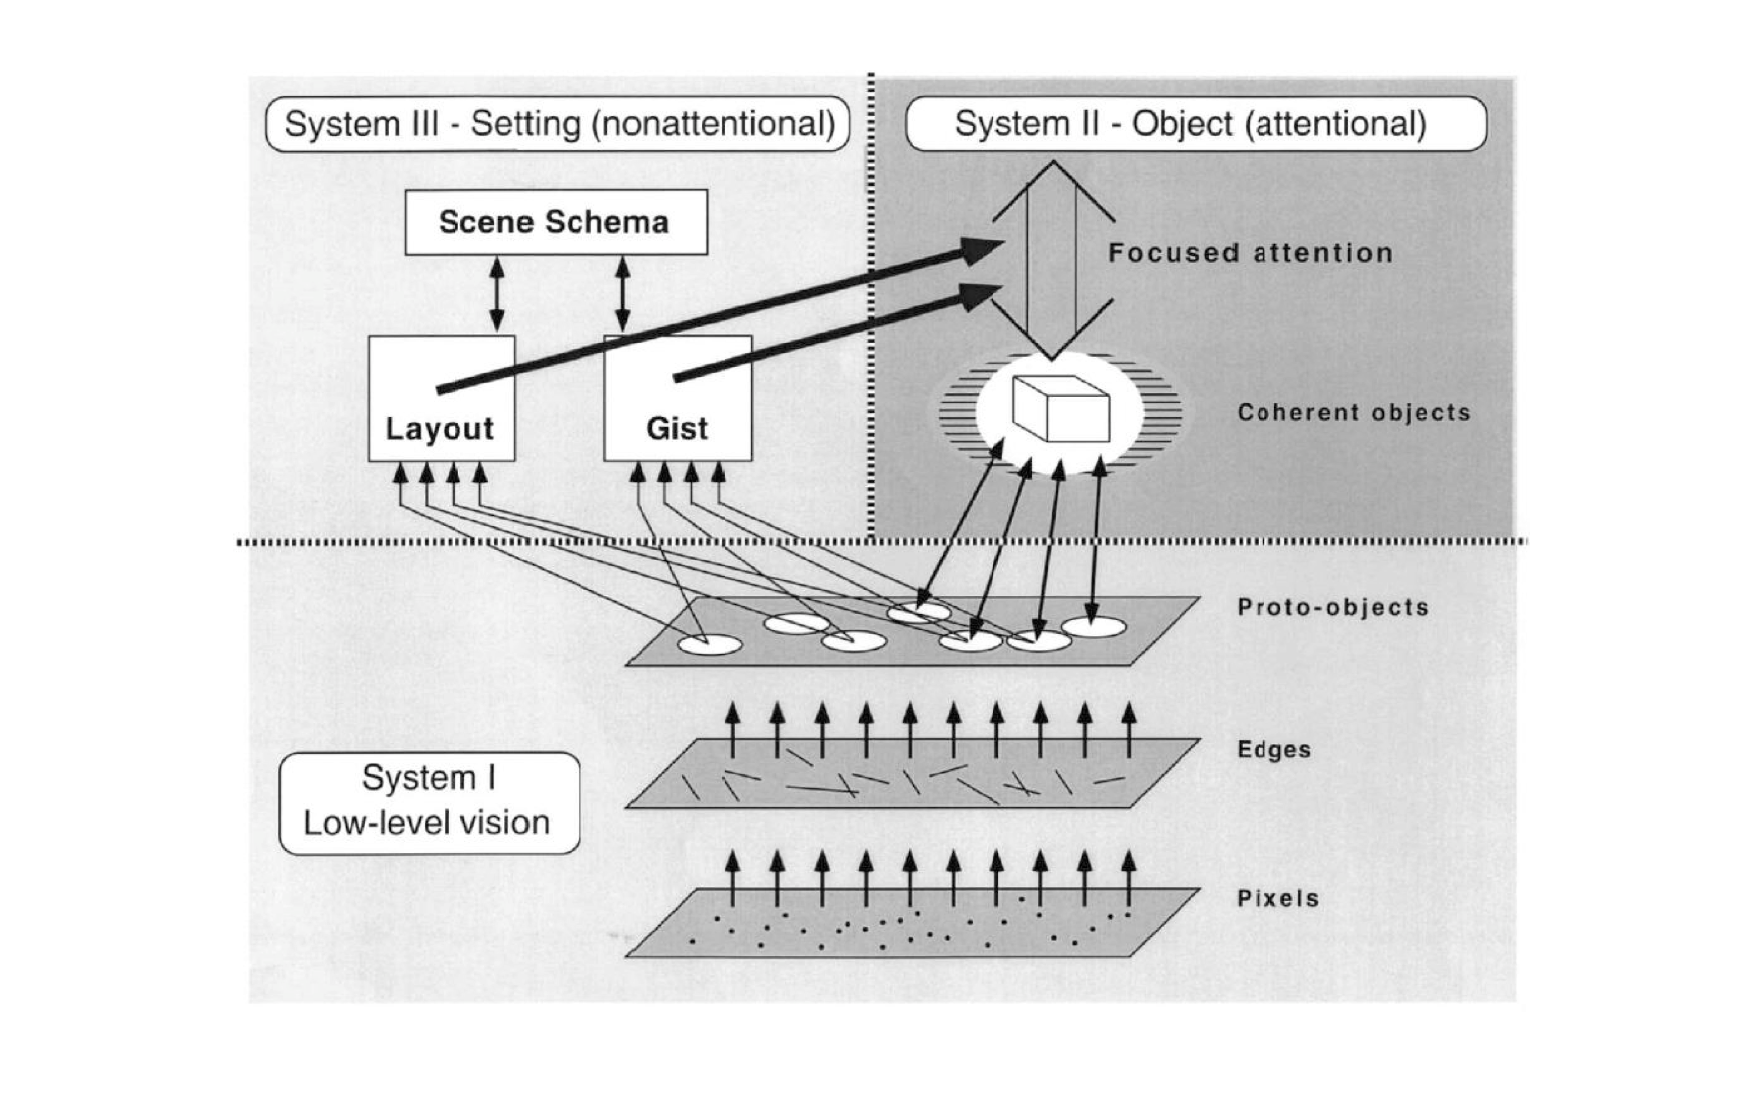 System III - Setting (nonattentional)
System II - Object (attentional)
Scene Schema
Focused attention
Layout
Gist
Coherent objects
Proto-objects
Edges
System I
Low-level vision
Pixels